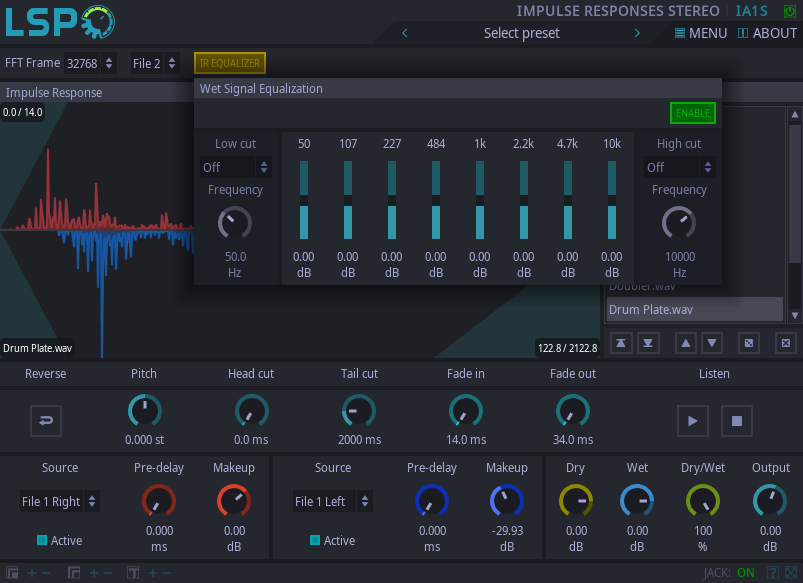 LSP
IMPULSE RESPONSES STEREO IA1S
Select preset
MENU ABOUT
FFT Frame 32768 File 2 IR EQUALIZER
Impulse Response
0.0 / 14.0
Wet Signal Equalization
ENABLE
Low cut 50 107 227 484 1k 2.2k 4.7k 10k High cut
Off Off
Frequency Frequency
50.0 0.00 0.00 0.00 0.00 0.00 0.00 0.00 0.00 10000
Hz dB dB dB dB dB dB dB dB Hz
Doubler.wav
Drum Plate.wav
Drum Plate.wav 122.8 / 2122.8
Reverse Pitch Head cut Tail cut Fade in Fade out Listen
0.000 st 0.0 ms 2000 ms 14.0 ms 34.0 ms
Source Pre-delay Makeup Source Pre-delay Makeup Dry Wet Dry/Wet Output
File 1 Right File 1 Left
0.000 0.00 0.000 -29.93 0.00 0.00 100 0.00
Active ms dB Active ms dB dB dB % dB
JACK: ON